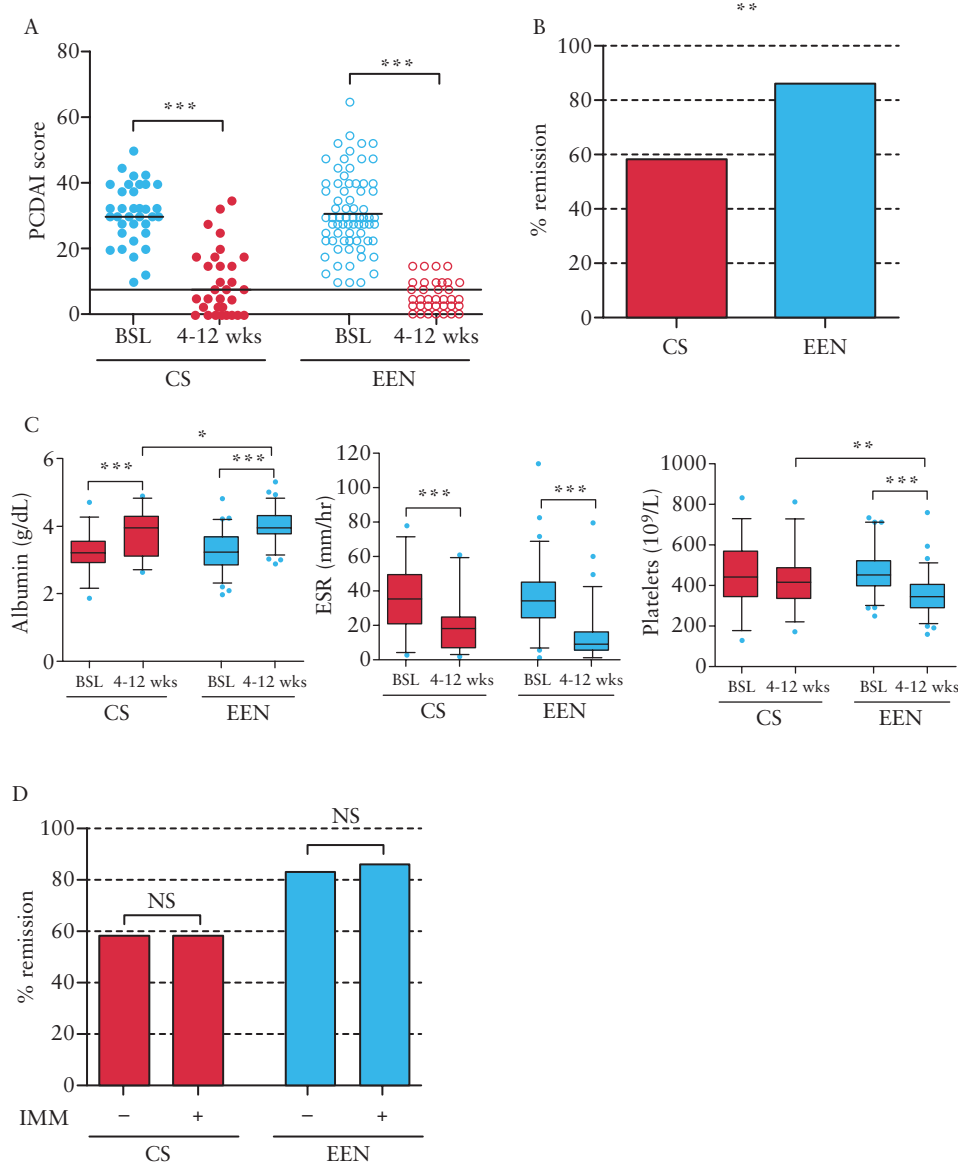 A
PCDAI score
80
60
40
20
0
***
***
BSL
4-12 wks
BSL
4-12 wks
CS
EEN
B
**
% remission
100
80
60
80
20
0
CS
EEN
C
Albumin (g/dL)
6
4
2
0
*
***
***
BSL
4-12 wks
BSL
4-12 wks
CS
EEN
ESR (mm/hr)
120
100
80
60
40
20
0
***
***
BSL
4-12 wks
BSL
4-12 wks
CS
EEN
Platelets (10⁹/L)
1000
800
600
400
200
0
**
***
BSL
4-12 wks
BSL
4-12 wks
CS
EEN
D
% remission
100
80
60
40
20
0
NS
NS
IMM
−
+
−
+
CS
EEN